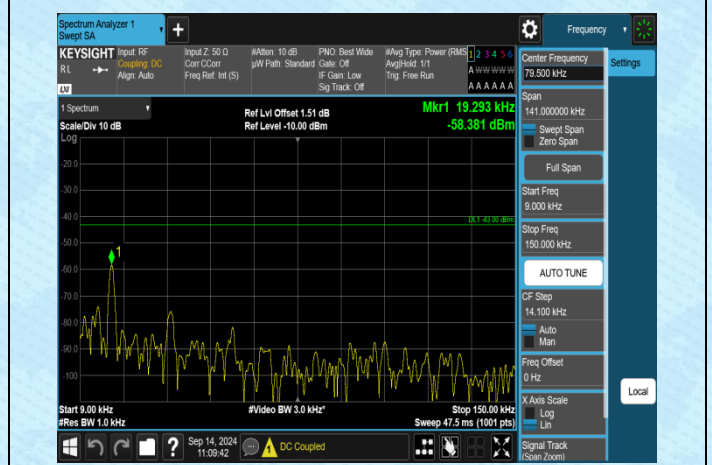 Spectrum Analyzer 1
Swept SA
+
Frequency
KEYSIGHT
RL
LXI
Input: RF
Coupling: DC
Align: Auto
Input Z: 50 Ω
Corr CCorr
Freq Ref: Int (S)
#Atten: 10 dB
µW Path: Standard
PNO: Best Wide
Gate: Off
IF Gain: Low
Sig Track: Off
#Avg Type: Power (RMS
Avg|Hold: 1/1
Trig: Free Run
1 2 3 4 5 6
A W W W W W
A A A A A A
Center Frequency
79.500 kHz
Settings
1 Spectrum
Scale/Div 10 dB
Ref Lvl Offset 1.51 dB
Ref Level -10.00 dBm
Mkr1 19.293 kHz
-58.381 dBm
Span
141.000000 kHz
Swept Span
Zero Span
Full Span
Log
-20.0
-30.0
-40.0
DL1 -43.00 dBm
-50.0
1
-60.0
-70.0
-80.0
-90.0
-100
Start Freq
9.000 kHz
Stop Freq
150.000 kHz
AUTO TUNE
CF Step
14.100 kHz
Auto
Man
Freq Offset
0 Hz
X Axis Scale
Log
Lin
Local
Start 9.00 kHz
#Res BW 1.0 kHz
#Video BW 3.0 kHz*
Stop 150.00 kHz
Sweep 47.5 ms (1001 pts)
?
Sep 14, 2024
11:09:42
DC Coupled
Signal Track
(Span Zoom)